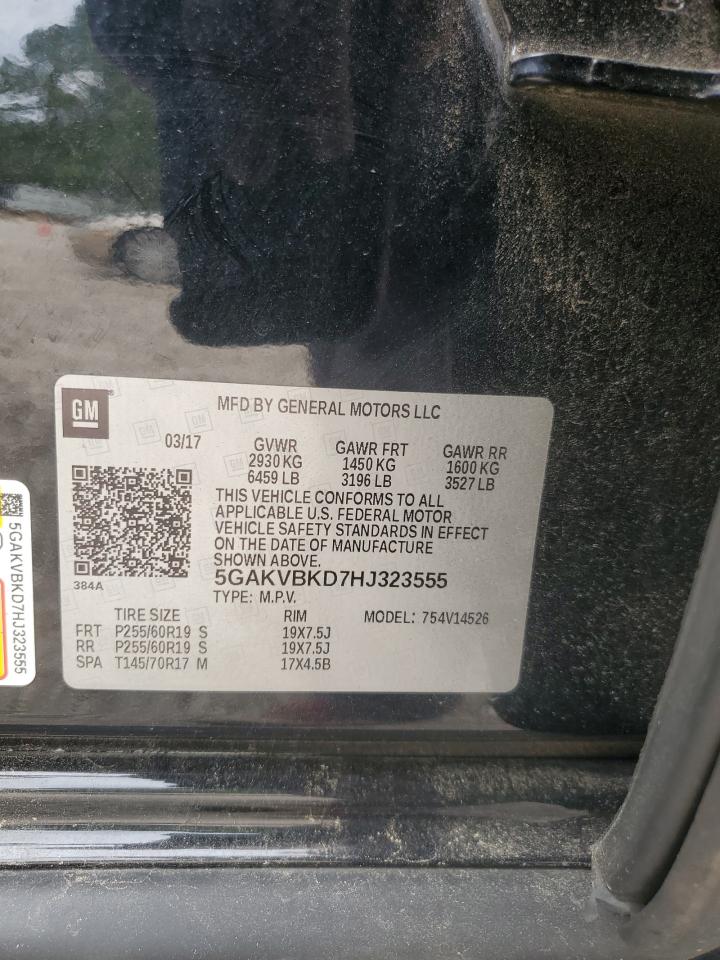 GM
MFD BY GENERAL MOTORS LLC
03/17
GVWR GAWR FRT GAWR RR
2930 KG 1450 KG 1600 KG
6459 LB 3196 LB 3527 LB
THIS VEHICLE CONFORMS TO ALL
APPLICABLE U.S. FEDERAL MOTOR
VEHICLE SAFETY STANDARDS IN EFFECT
ON THE DATE OF MANUFACTURE
SHOWN ABOVE.
384A
5GAKVBKD7HJ323555
TYPE: M.P.V. MODEL: 754V14526
TIRE SIZE RIM
FRT P255/60R19 S 19X7.5J
RR P255/60R19 S 19X7.5J
SPA T145/70R17 M 17X4.5B
5GAKVBKD7HJ323555